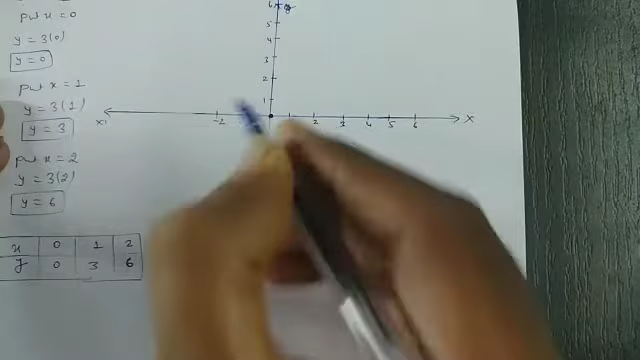 put x = 0
y = 3(0)
y = 0
put x = 1
y = 3(1)
y = 3
put x = 2
y = 3(2)
y = 6
x 0 1 2
y 0 3 6
6 y
5
4
3
2
1
x' -2 2 3 4 5 6 X